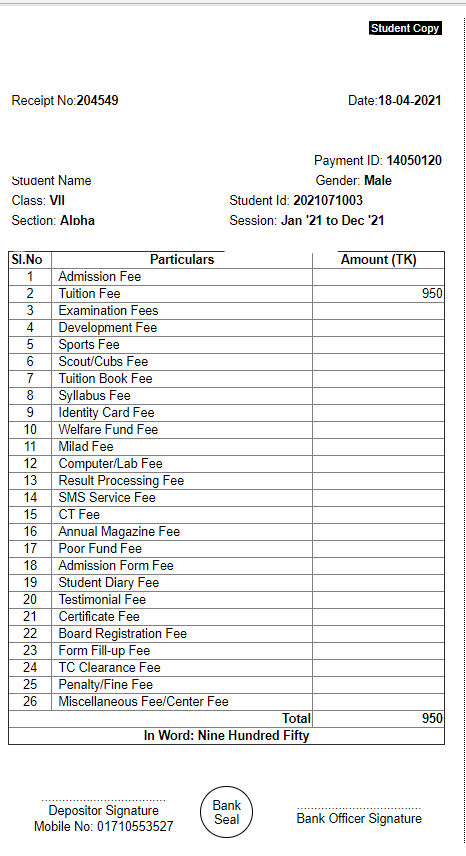 Student Copy
Receipt No:204549 Date:18-04-2021
Payment ID: 14050120
Student Name Gender: Male
Class: VII Student Id: 2021071003
Section: Alpha Session: Jan '21 to Dec '21
Sl.No Particulars Amount (TK)
1 Admission Fee
2 Tuition Fee 950
3 Examination Fees
4 Development Fee
5 Sports Fee
6 Scout/Cubs Fee
7 Tuition Book Fee
8 Syllabus Fee
9 Identity Card Fee
10 Welfare Fund Fee
11 Milad Fee
12 Computer/Lab Fee
13 Result Processing Fee
14 SMS Service Fee
15 CT Fee
16 Annual Magazine Fee
17 Poor Fund Fee
18 Admission Form Fee
19 Student Diary Fee
20 Testimonial Fee
21 Certificate Fee
22 Board Registration Fee
23 Form Fill-up Fee
24 TC Clearance Fee
25 Penalty/Fine Fee
26 Miscellaneous Fee/Center Fee
Total 950
In Word: Nine Hundred Fifty
Depositor Signature
Mobile No: 01710553527
Bank
Seal
Bank Officer Signature